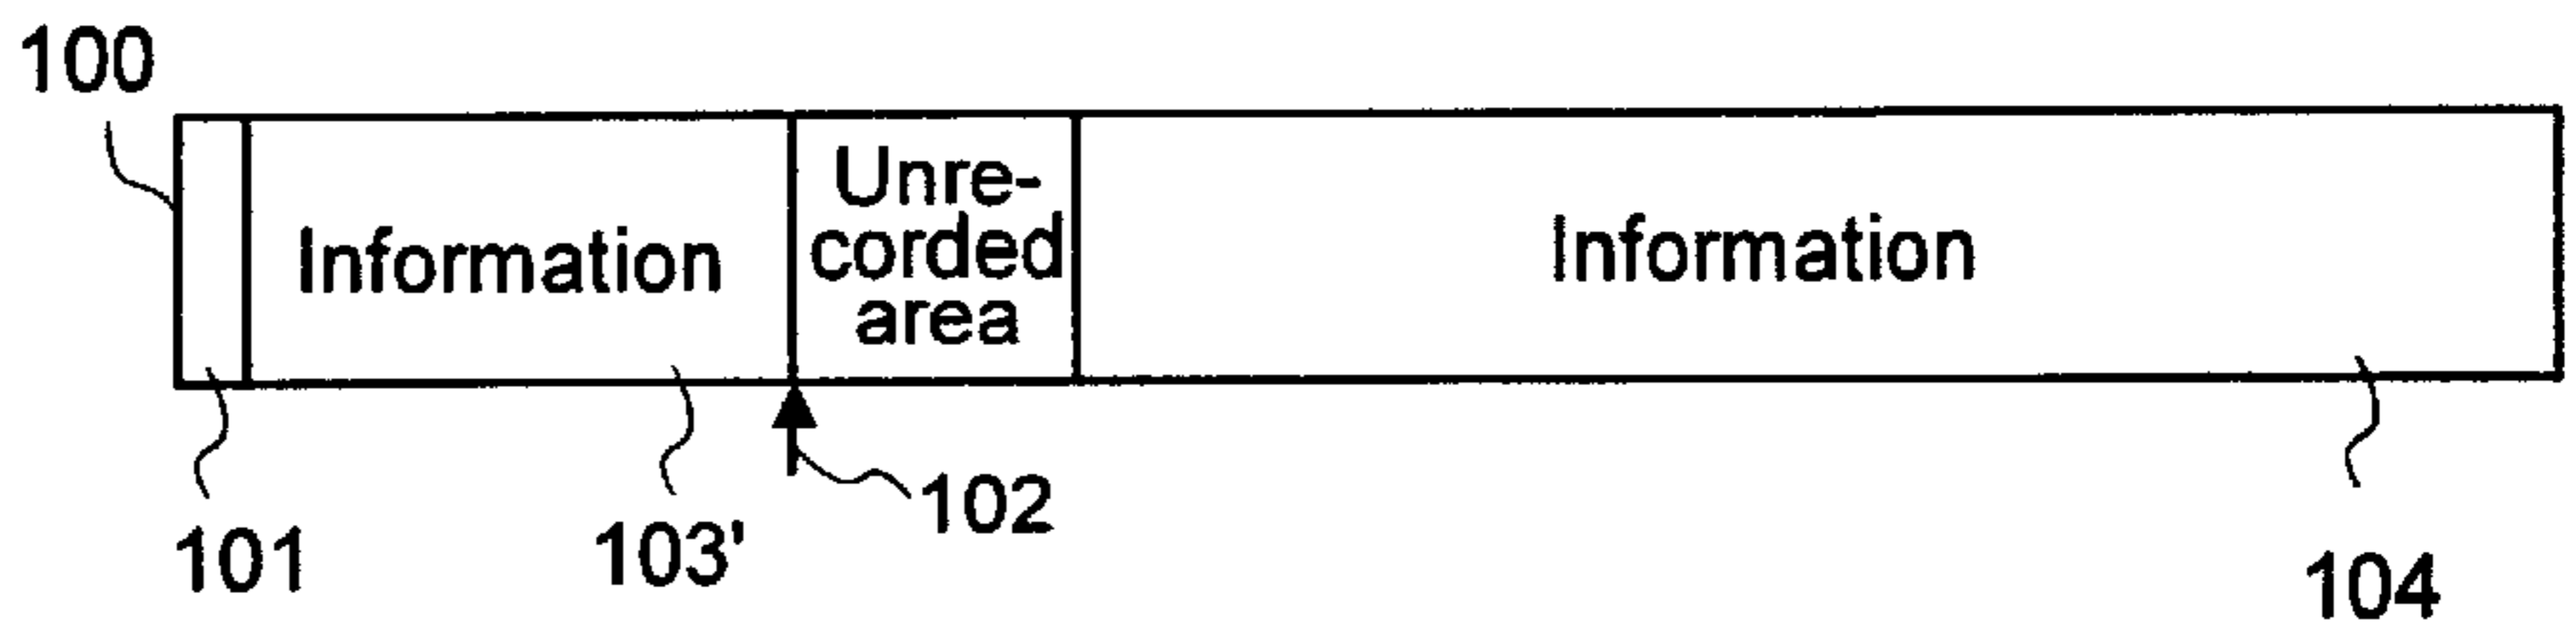 100
Information
Unre-
corded
area
Information
101
103'
102
104